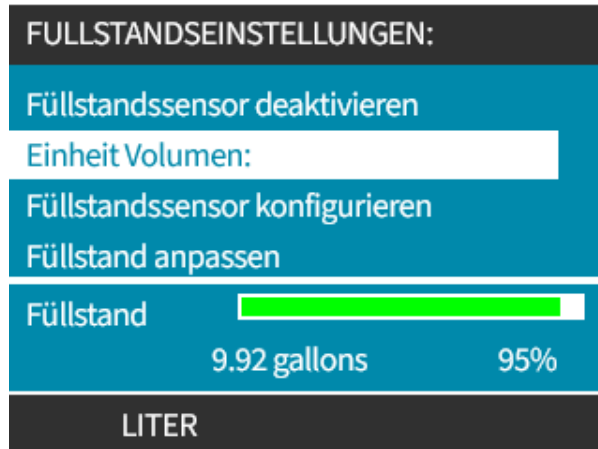 FULLSTANDSEINSTELLUNGEN:
Füllstandssensor deaktivieren
Einheit Volumen:
Füllstandssensor konfigurieren
Füllstand anpassen
Füllstand
9.92 gallons 95%
LITER